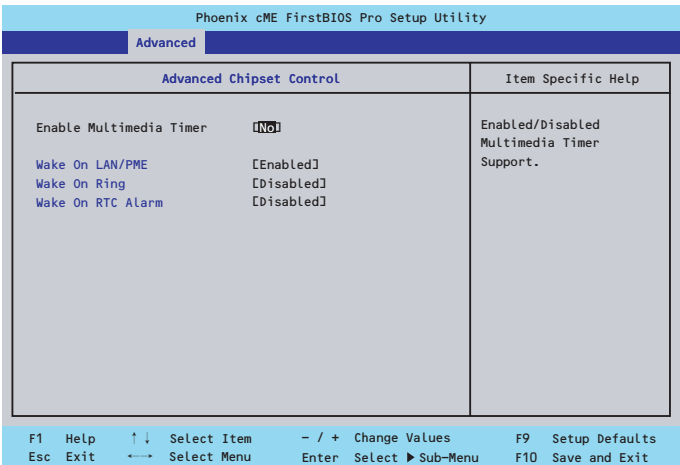 Phoenix cME FirstBIOS Pro Setup Utility
Advanced
Advanced Chipset Control
Item Specific Help
Enable Multimedia Timer [No]
Wake On LAN/PME [Enabled]
Wake On Ring [Disabled]
Wake On RTC Alarm [Disabled]
Enabled/Disabled
Multimedia Timer
Support.
F1 Help ↑↓ Select Item - / + Change Values F9 Setup Defaults
Esc Exit ←→ Select Menu Enter Select ▶ Sub-Menu F10 Save and Exit